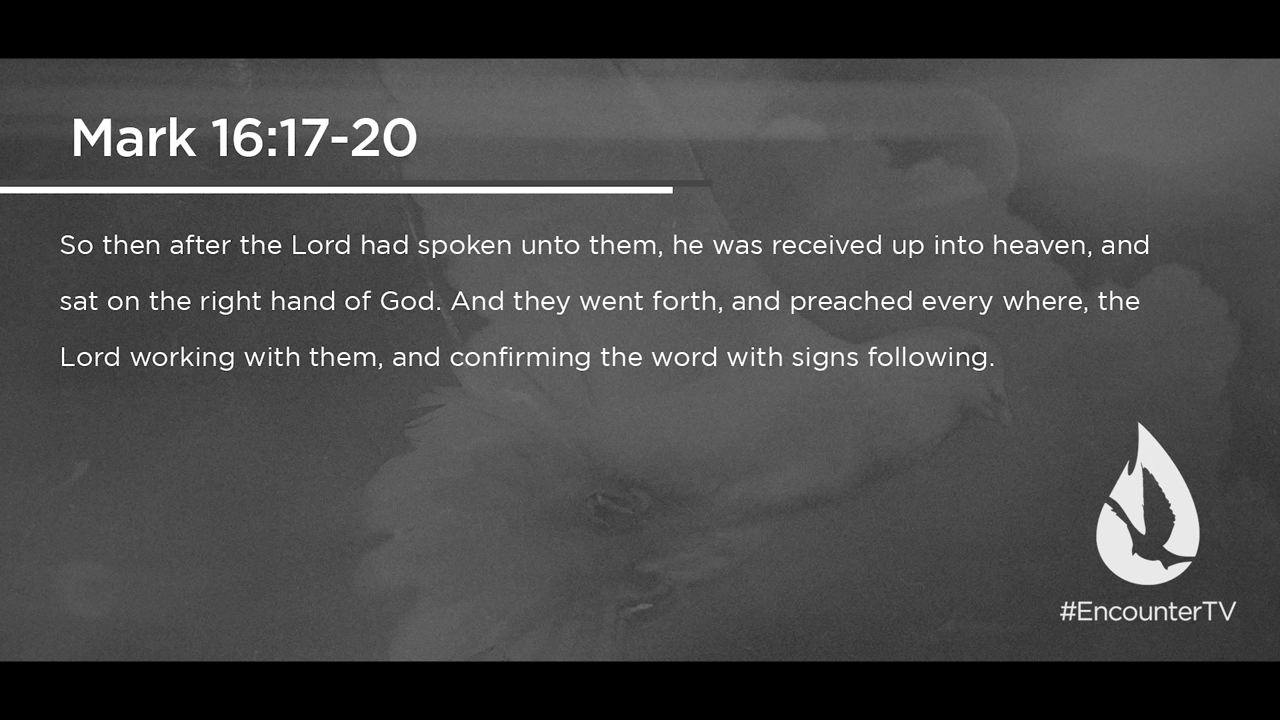 Mark 16:17-20
So then after the Lord had spoken unto them, he was received up into heaven, and
sat on the right hand of God. And they went forth, and preached every where, the
Lord working with them, and confirming the word with signs following.
#EncounterTV